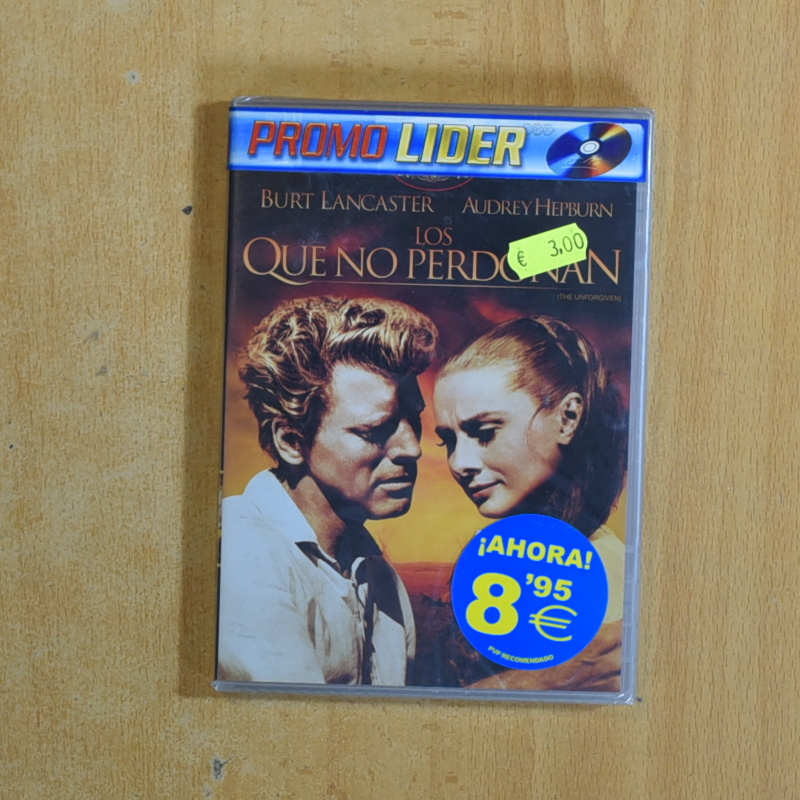 PROMO LIDER
BURT LANCASTER AUDREY HEPBURN
LOS
QUE NO PERDONAN
€ 3,00
(THE UNFORGIVEN)
¡AHORA!
8'95 €
PVP RECOMENDADO